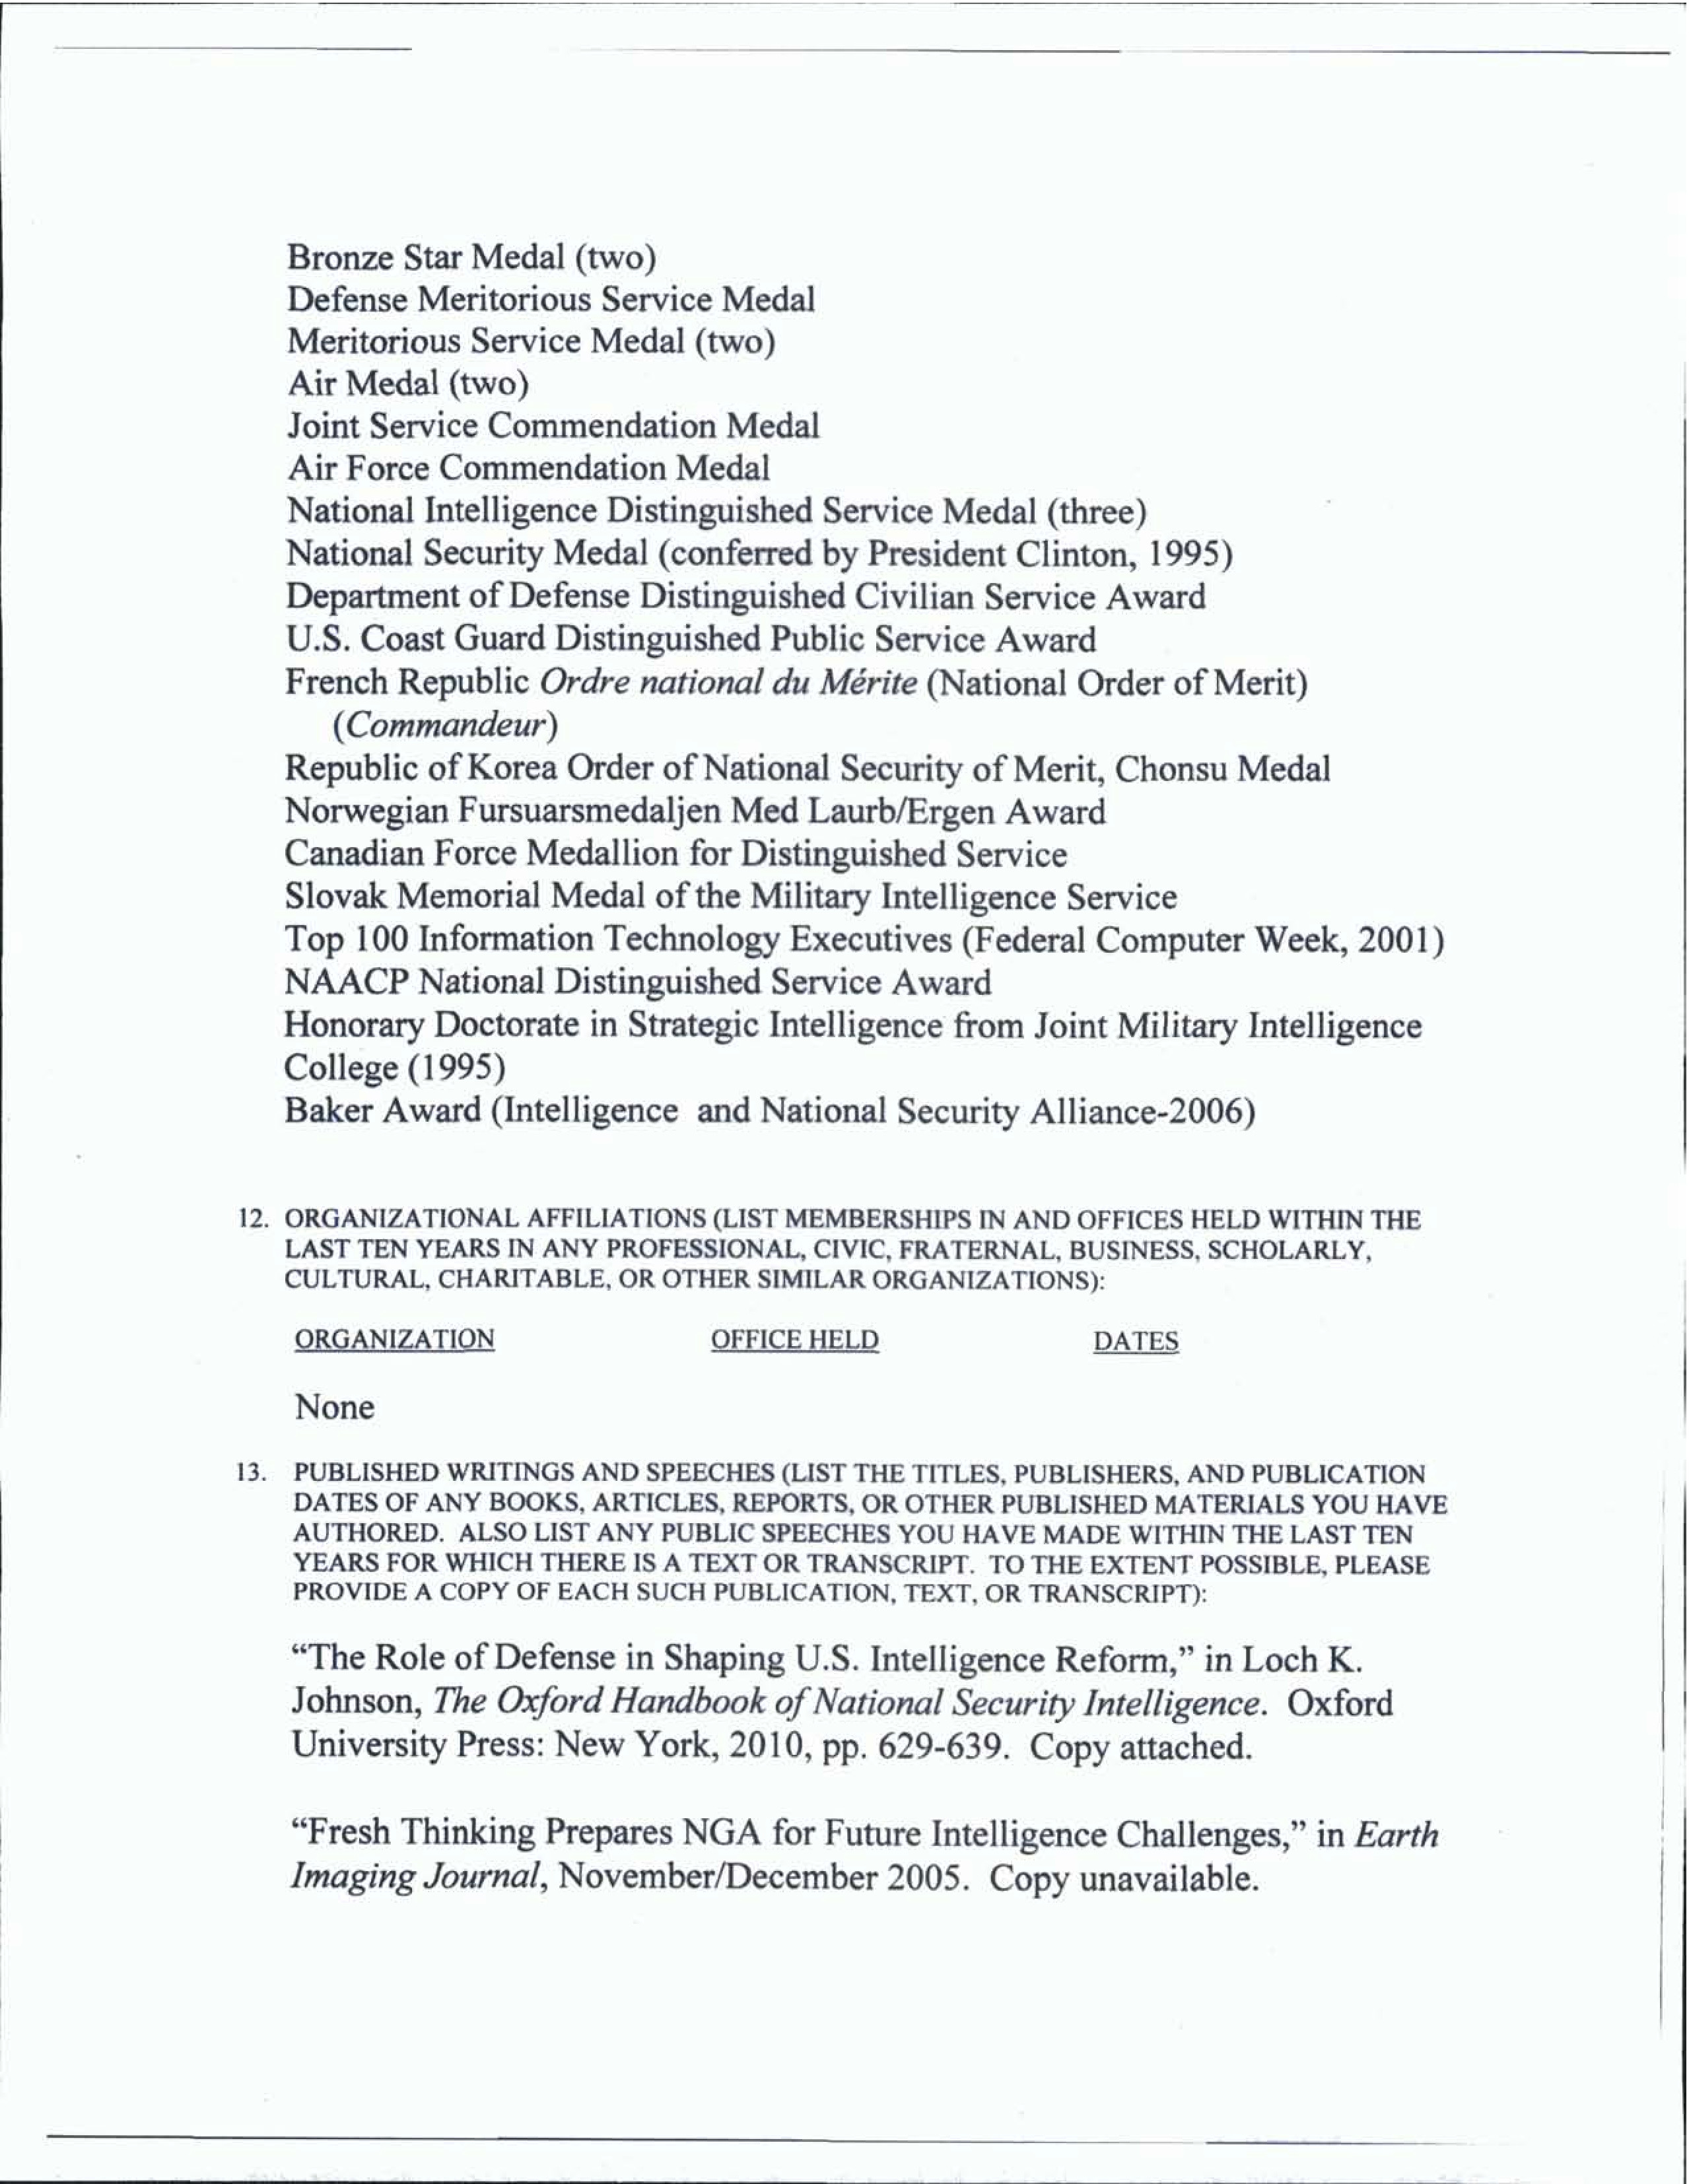 Bronze Star Medal (two)
Defense Meritorious Service Medal
Meritorious Service Medal (two)
Air Medal (two)
Joint Service Commendation Medal
Air Force Commendation Medal
National Intelligence Distinguished Service Medal (three)
National Security Medal (conferred by President Clinton, 1995)
Department of Defense Distinguished Civilian Service Award
U.S. Coast Guard Distinguished Public Service Award
French Republic Ordre national du Mérite (National Order of Merit)
(Commandeur)
Republic of Korea Order of National Security of Merit, Chonsu Medal
Norwegian Fursuarsmedaljen Med Laurb/Ergen Award
Canadian Force Medallion for Distinguished Service
Slovak Memorial Medal of the Military Intelligence Service
Top 100 Information Technology Executives (Federal Computer Week, 2001)
NAACP National Distinguished Service Award
Honorary Doctorate in Strategic Intelligence from Joint Military Intelligence
College (1995)
Baker Award (Intelligence and National Security Alliance-2006)
12. ORGANIZATIONAL AFFILIATIONS (LIST MEMBERSHIPS IN AND OFFICES HELD WITHIN THE
LAST TEN YEARS IN ANY PROFESSIONAL, CIVIC, FRATERNAL, BUSINESS, SCHOLARLY,
CULTURAL, CHARITABLE, OR OTHER SIMILAR ORGANIZATIONS):
ORGANIZATION OFFICE HELD DATES
None
13. PUBLISHED WRITINGS AND SPEECHES (LIST THE TITLES, PUBLISHERS, AND PUBLICATION
DATES OF ANY BOOKS, ARTICLES, REPORTS, OR OTHER PUBLISHED MATERIALS YOU HAVE
AUTHORED. ALSO LIST ANY PUBLIC SPEECHES YOU HAVE MADE WITHIN THE LAST TEN
YEARS FOR WHICH THERE IS A TEXT OR TRANSCRIPT. TO THE EXTENT POSSIBLE, PLEASE
PROVIDE A COPY OF EACH SUCH PUBLICATION, TEXT, OR TRANSCRIPT):
“The Role of Defense in Shaping U.S. Intelligence Reform,” in Loch K.
Johnson, The Oxford Handbook of National Security Intelligence. Oxford
University Press: New York, 2010, pp. 629-639. Copy attached.
“Fresh Thinking Prepares NGA for Future Intelligence Challenges,” in Earth
Imaging Journal, November/December 2005. Copy unavailable.